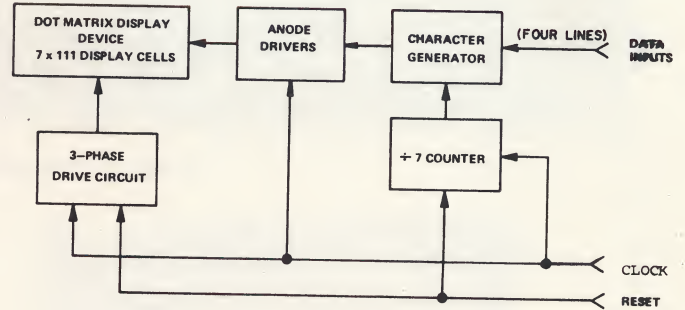 DOT MATRIX DISPLAY
DEVICE
7 x 111 DISPLAY CELLS
ANODE
DRIVERS
CHARACTER
GENERATOR
(FOUR LINES)
DATA
INPUTS
3-PHASE
DRIVE CIRCUIT
÷ 7 COUNTER
CLOCK
RESET